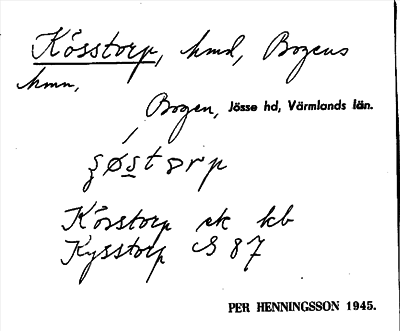 Kösstorp, hmd, Bogens
hmn,
Bogen, Jösse hd, Värmlands län.
Kösstorp ek kb
Kysstorp S 87
PER HENNINGSSON 1945.